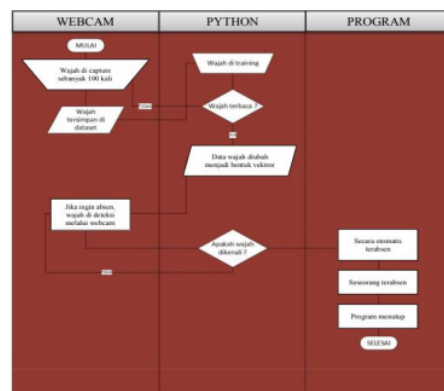 WEBCAM
PYTHON
PROGRAM
MULAI
Wajah di capture
sebanyak 100 kali
Wajah
tersimpan di
dataset
Wajah di training
Wajah terbaca ?
Data wajah diubah
menjadi bentuk vektor
Jika ingin absen,
wajah di deteksi
melalui webcam
Apakah wajah
dikenali ?
Secara otomatis
terabsen
Seseorang terabsen
Program menutup
SELESAI